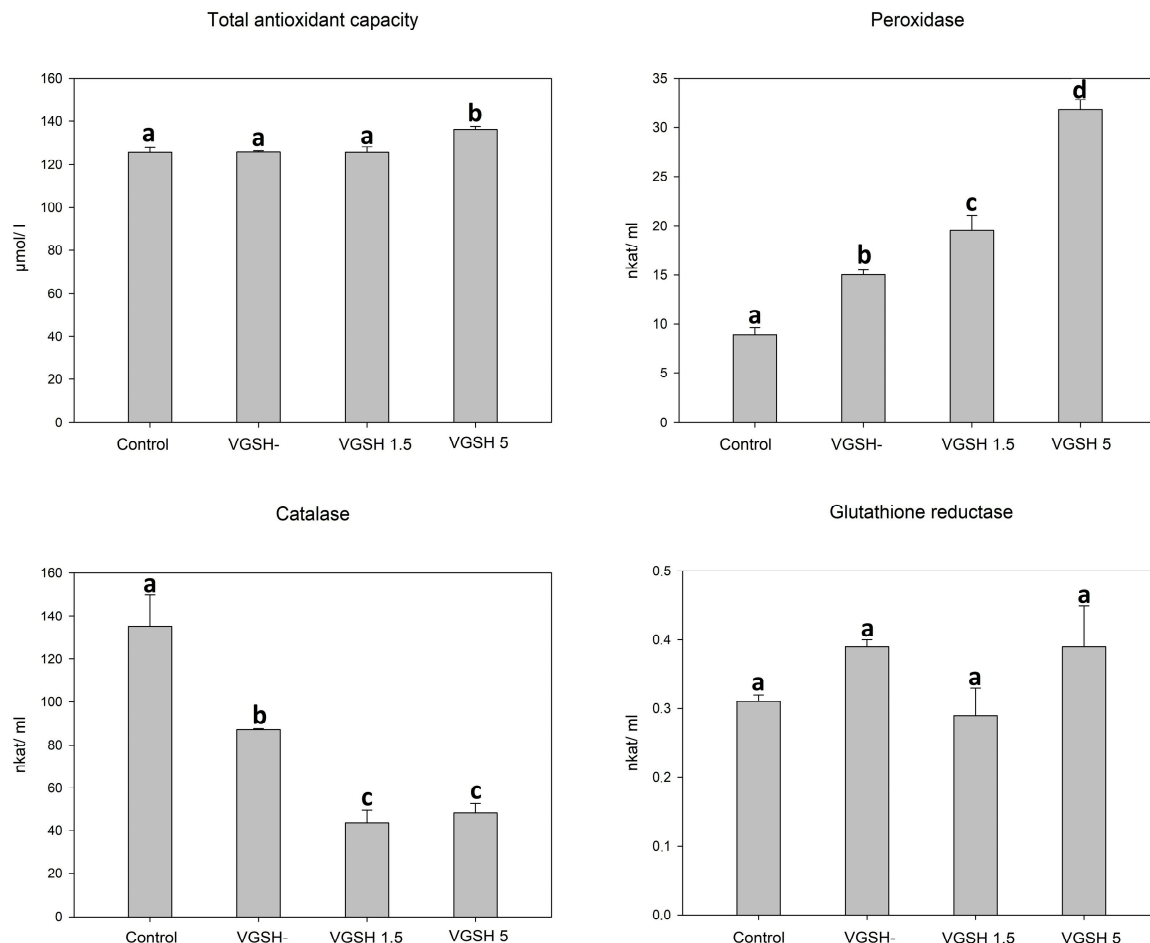 Total antioxidant capacity
160
140
120
100
80
60
40
20
0
µmol/ l
a
a
a
b
Control
VGSH-
VGSH 1.5
VGSH 5
Peroxidase
35
30
25
20
15
10
5
0
nkat/ ml
a
b
c
d
Control
VGSH-
VGSH 1.5
VGSH 5
Catalase
160
140
120
100
80
60
40
20
0
nkat/ ml
a
b
c
c
Control
VGSH-
VGSH 1.5
VGSH 5
Glutathione reductase
0.5
0.4
0.3
0.2
0.1
0.0
nkat/ ml
a
a
a
a
Control
VGSH-
VGSH 1.5
VGSH 5